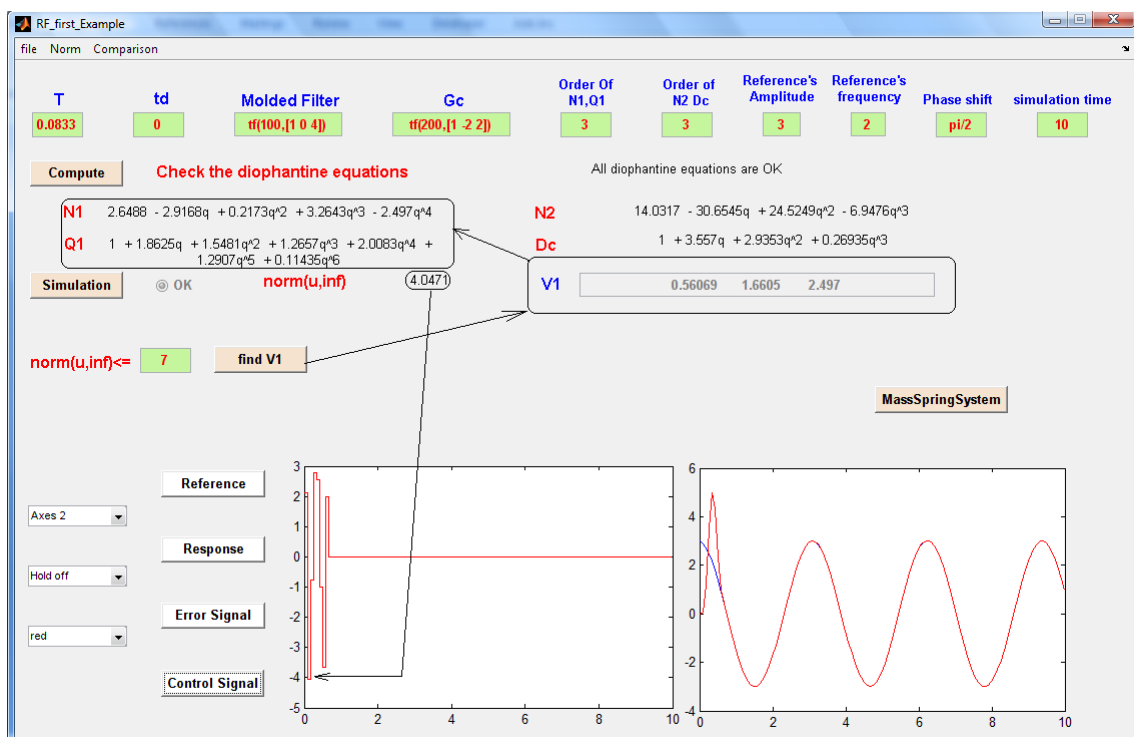 RF_first_Example
file Norm Comparison
T td Molded Filter Gc Order Of N1,Q1 Order of N2 Dc Reference's Amplitude Reference's frequency Phase shift simulation time
0.0833 0 tf(100,[1 0 4]) tf(200,[1 -2 2]) 3 3 3 2 pi/2 10
Compute Check the diophantine equations All diophantine equations are OK
N1 2.6488 - 2.9168q + 0.2173q^2 + 3.2643q^3 - 2.497q^4
N2 14.0317 - 30.6545q + 24.5249q^2 - 6.9476q^3
Q1 1 + 1.8625q + 1.5481q^2 + 1.2657q^3 + 2.0083q^4 +
1.2907q^5 + 0.11435q^6
Dc 1 + 3.557q + 2.9353q^2 + 0.26935q^3
Simulation OK norm(u,inf) 4.0471 V1 0.56069 1.6605 2.497
norm(u,inf)<= 7 find V1
MassSpringSystem
Reference
Axes 2
Response
Hold off
Error Signal
red
Control Signal
3
2
1
0
-1
-2
-3
-4
-5
0 2 4 6 8 10
6
4
2
0
-2
-4
0 2 4 6 8 10